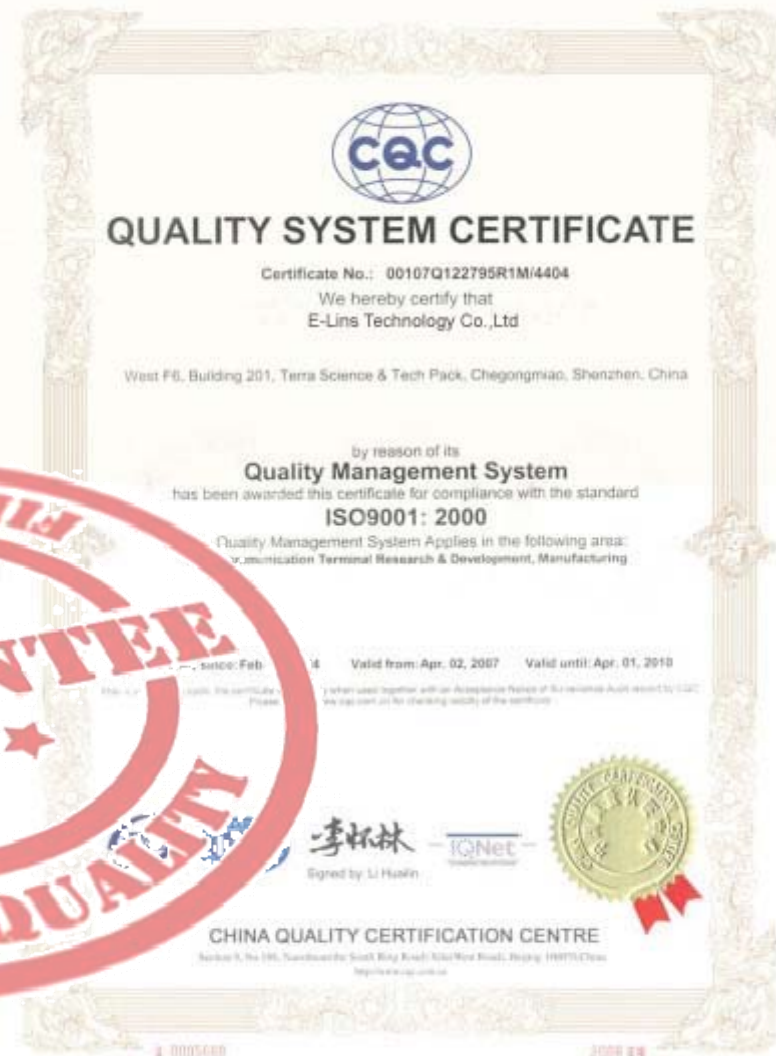 CQC
QUALITY SYSTEM CERTIFICATE
Certificate No.: 00107Q122795R1M/4404
We hereby certify that
E-Lins Technology Co.,Ltd
West F6, Building 201, Terra Science & Tech Pack, Chegongmiao, Shenzhen, China
by reason of its
Quality Management System
has been awarded this certificate for compliance with the standard
ISO9001: 2000
Quality Management System Applies in the following area:
Terminal Research & Development, Manufacturing
since: Feb 4 Valid from: Apr. 02, 2007 Valid until: Apr. 01, 2010
NTEE
QUALITY
李怀林
IQNet
Signed by: Li Huailin
CHINA QUALITY CERTIFICATION CENTRE